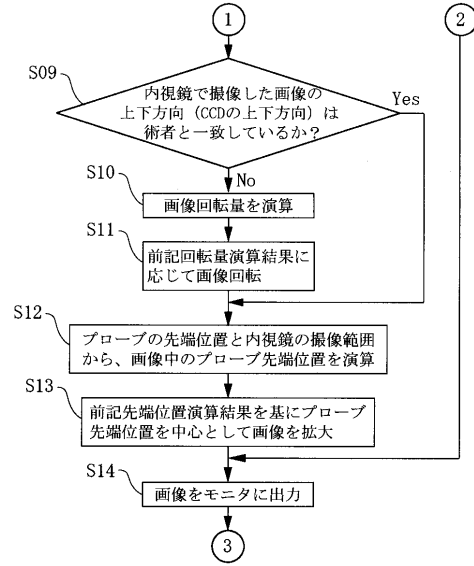 1
2
S09
内視鏡で撮像した画像の
上下方向（CCDの上下方向）は
術者と一致しているか？
Yes
No
S10
画像回転量を演算
S11
前記回転量演算結果に
応じて画像回転
S12
プローブの先端位置と内視鏡の撮像範囲
から、画像中のプローブ先端位置を演算
S13
前記先端位置演算結果を基にプローブ
先端位置を中心として画像を拡大
S14
画像をモニタに出力
3